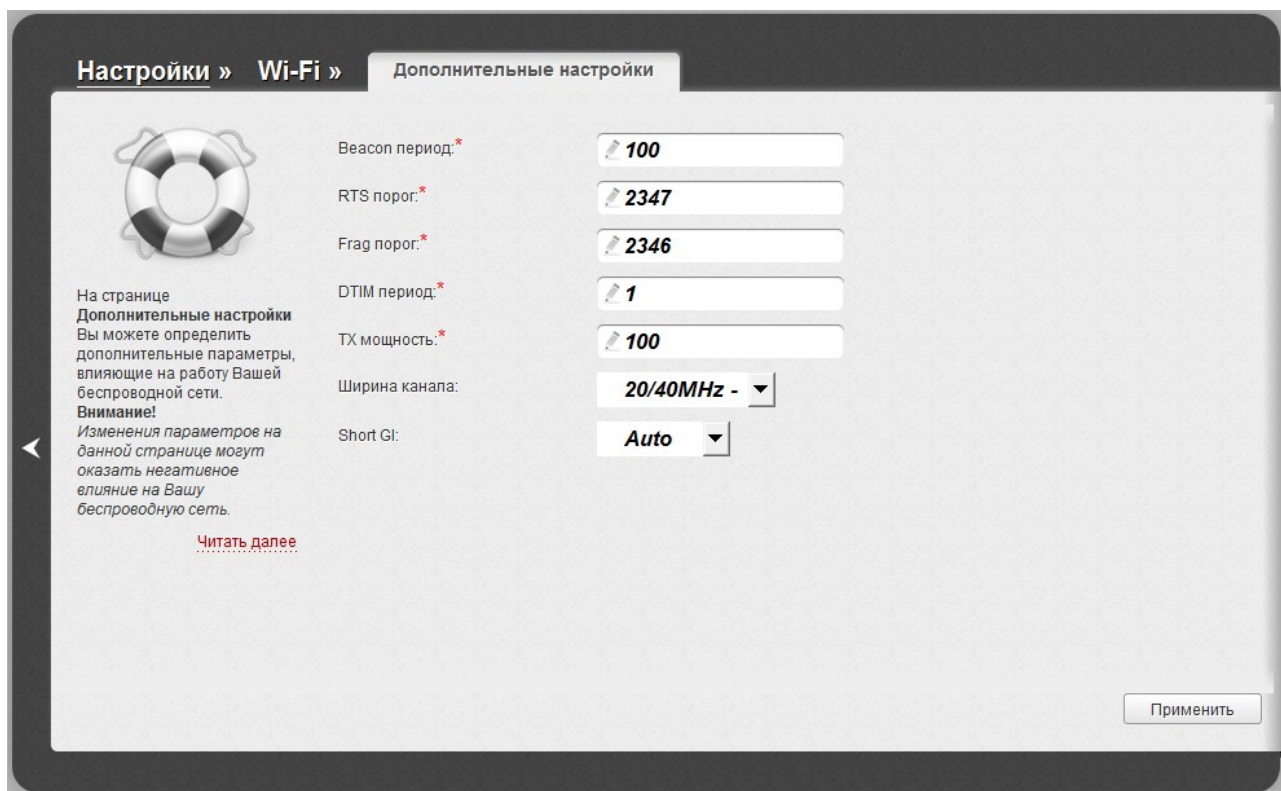 Настройки » Wi-Fi » Дополнительные настройки
На странице
Дополнительные настройки
Вы можете определить
дополнительные параметры,
влияющие на работу Вашей
беспроводной сети.
Внимание!
Изменения параметров на
данной странице могут
оказать негативное
влияние на Вашу
беспроводную сеть.
Читать далее
Beacon период:* 100
RTS порог:* 2347
Frag порог:* 2346
DTIM период:* 1
TX мощность:* 100
Ширина канала: 20/40MHz -
Short GI: Auto
Применить